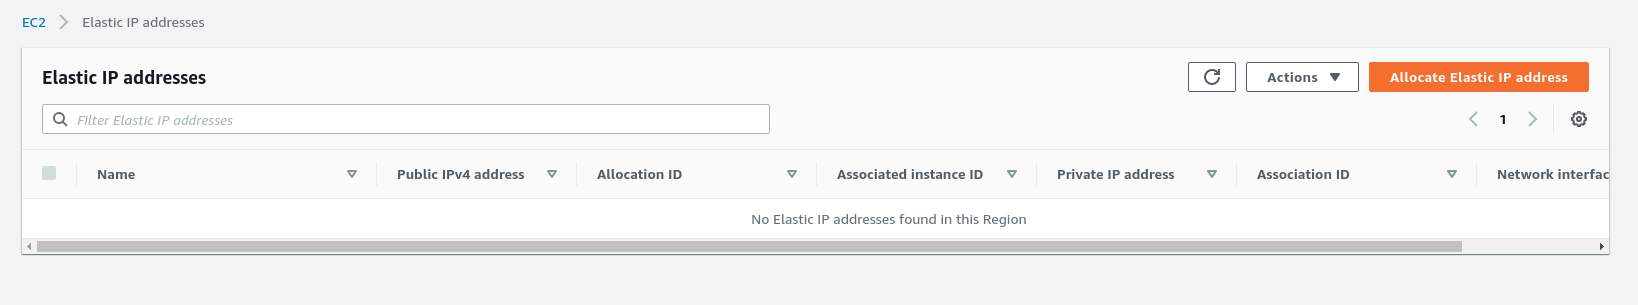 EC2 Elastic IP addresses
Elastic IP addresses Actions Allocate Elastic IP address
Filter Elastic IP addresses 1
Name Public IPv4 address Allocation ID Associated instance ID Private IP address Association ID Network interfac
No Elastic IP addresses found in this Region